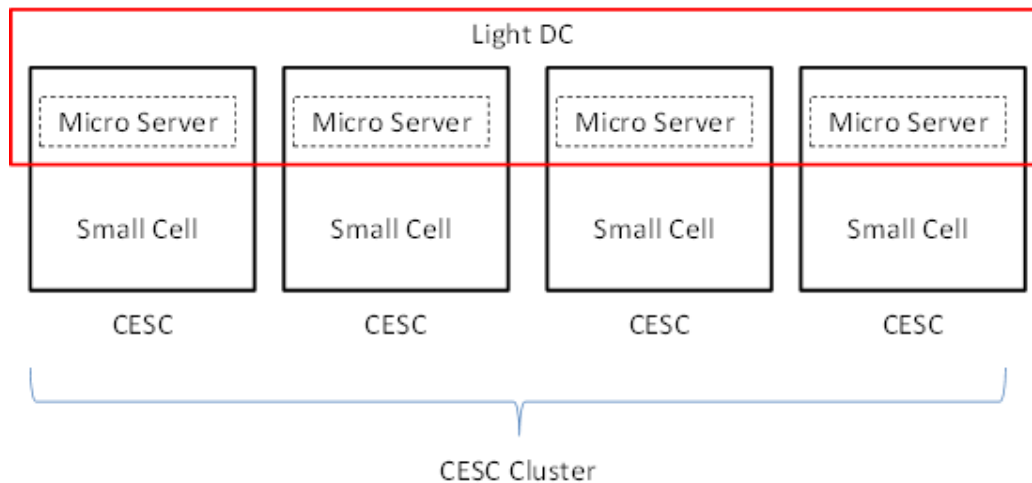 Light DC
Micro Server Micro Server Micro Server Micro Server
Small Cell Small Cell Small Cell Small Cell
CESC CESC CESC CESC
CESC Cluster